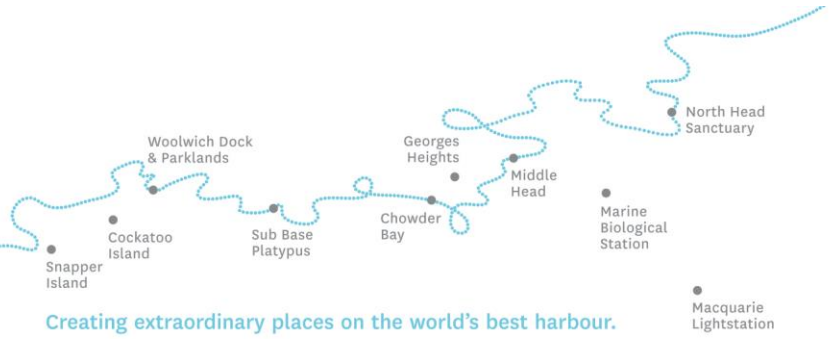 North Head
Sanctuary
Woolwich Dock
& Parklands
Georges
Heights
Middle
Head
Marine
Biological
Station
Chowder
Bay
Cockatoo
Island
Sub Base
Platypus
Snapper
Island
Macquarie
Lightstation
Creating extraordinary places on the world's best harbour.